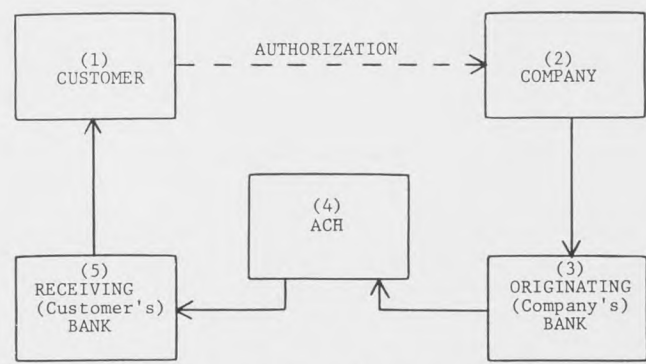 (1)
CUSTOMER
AUTHORIZATION
(2)
COMPANY
(4)
ACH
(5)
RECEIVING
(Customer's)
BANK
(3)
ORIGINATING
(Company's)
BANK